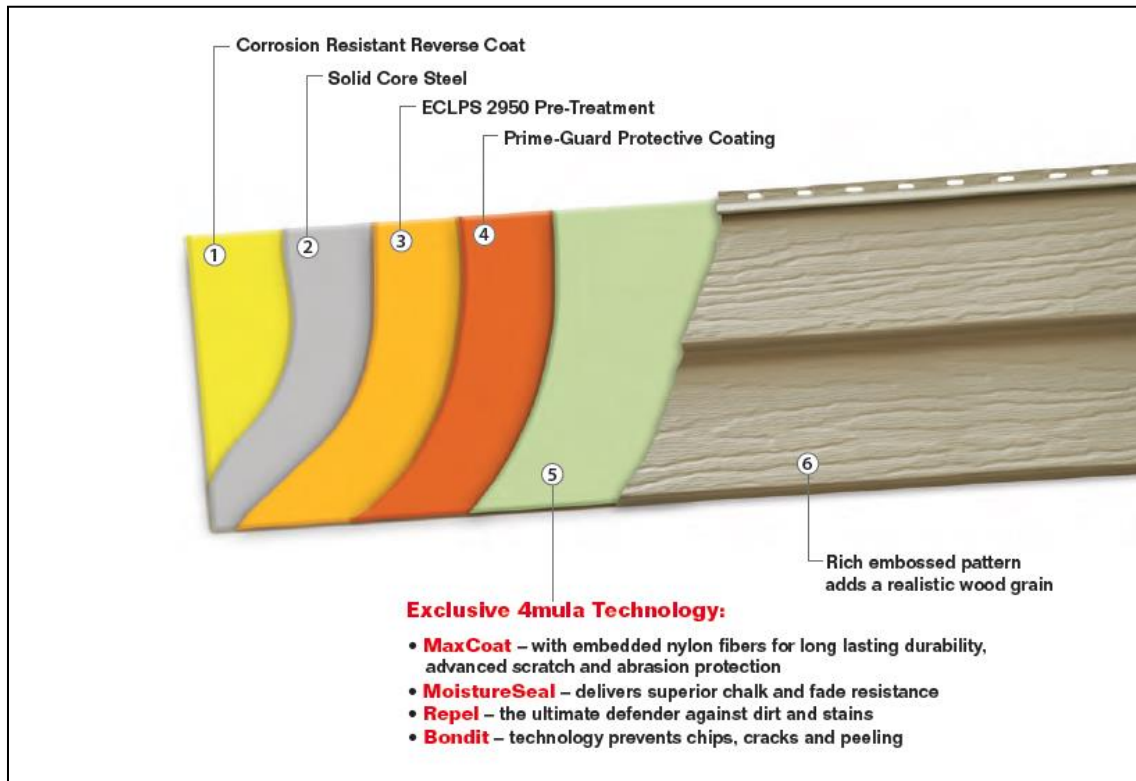 Corrosion Resistant Reverse Coat
Solid Core Steel
ECLPS 2950 Pre-Treatment
Prime-Guard Protective Coating
1
2
3
4
5
6
Rich embossed pattern
adds a realistic wood grain
Exclusive 4mula Technology:
• MaxCoat – with embedded nylon fibers for long lasting durability,
advanced scratch and abrasion protection
• MoistureSeal – delivers superior chalk and fade resistance
• Repel – the ultimate defender against dirt and stains
• Bondit – technology prevents chips, cracks and peeling